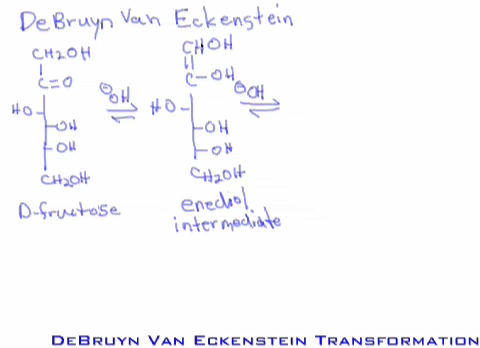 DeBruyn Van Eckenstein
CH2OH CHOH
C=O C-OH
HO ⊖OH HO ⊖OH
OH OH
OH OH
CH2OH CH2OH
D-fructose enediol
intermediate
DeBruyn Van Eckenstein Transformation